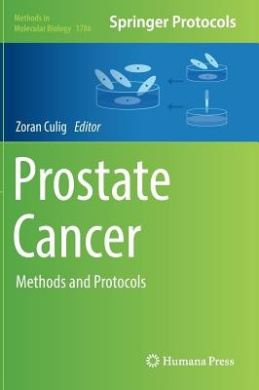 Methods in
Molecular Biology 1786
Springer Protocols
Zoran Culig Editor
Prostate
Cancer
Methods and Protocols
Humana Press